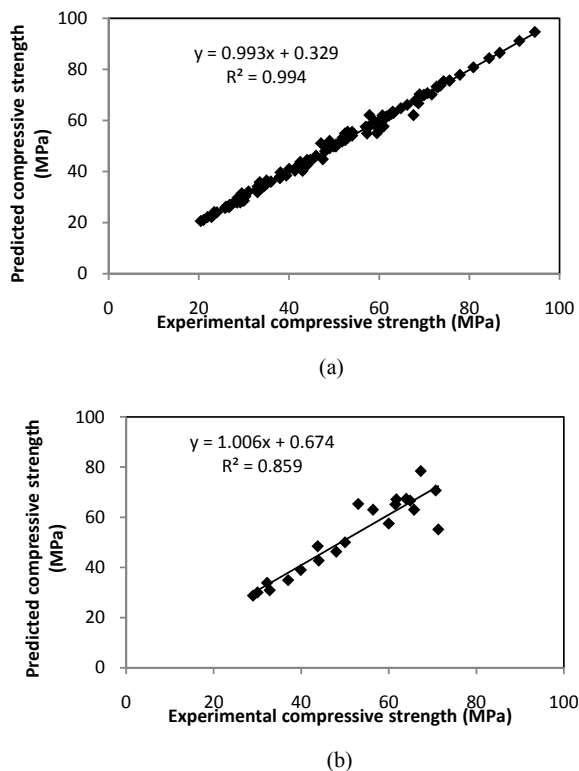 Predicted compressive strength
(MPa)
100
80
60
40
20
0
y = 0.993x + 0.329
R² = 0.994
0 20 40 60 80 100
Experimental compressive strength (MPa)
(a)
Predicted compressive strength
(MPa)
100
80
60
40
20
0
y = 1.006x + 0.674
R² = 0.859
0 20 40 60 80 100
Experimental compressive strength (MPa)
(b)